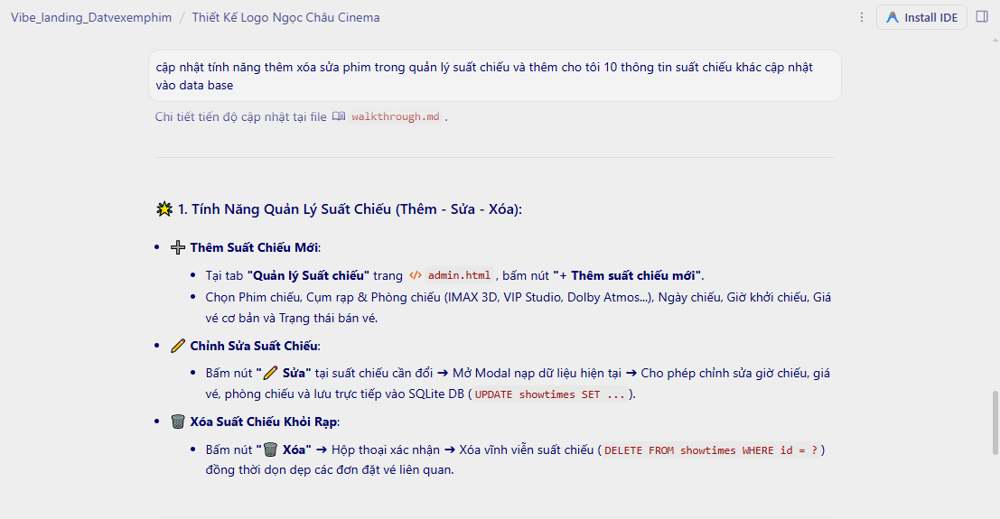 Vibe_landing_Datvexemphim / Thiết Kế Logo Ngọc Châu Cinema
Install IDE
cập nhật tính năng thêm xóa sửa phim trong quản lý suất chiếu và thêm cho tôi 10 thông tin suất chiếu khác cập nhật
vào data base
Chi tiết tiến độ cập nhật tại file walkthrough.md .
🌟 1. Tính Năng Quản Lý Suất Chiếu (Thêm - Sửa - Xóa):
• ➕ Thêm Suất Chiếu Mới:
• Tại tab "Quản lý Suất chiếu" trang </> admin.html , bấm nút "+ Thêm suất chiếu mới".
• Chọn Phim chiếu, Cụm rạp & Phòng chiếu (IMAX 3D, VIP Studio, Dolby Atmos...), Ngày chiếu, Giờ khởi chiếu, Giá
vé cơ bản và Trạng thái bán vé.
• ✏️ Chỉnh Sửa Suất Chiếu:
• Bấm nút "✏️ Sửa" tại suất chiếu cần đổi ➔ Mở Modal nạp dữ liệu hiện tại ➔ Cho phép chỉnh sửa giờ chiếu, giá
vé, phòng chiếu và lưu trực tiếp vào SQLite DB ( UPDATE showtimes SET ... ).
• 🗑️ Xóa Suất Chiếu Khỏi Rạp:
• Bấm nút "🗑️ Xóa" ➔ Hộp thoại xác nhận ➔ Xóa vĩnh viễn suất chiếu ( DELETE FROM showtimes WHERE id = ? )
đồng thời dọn dẹp các đơn đặt vé liên quan.